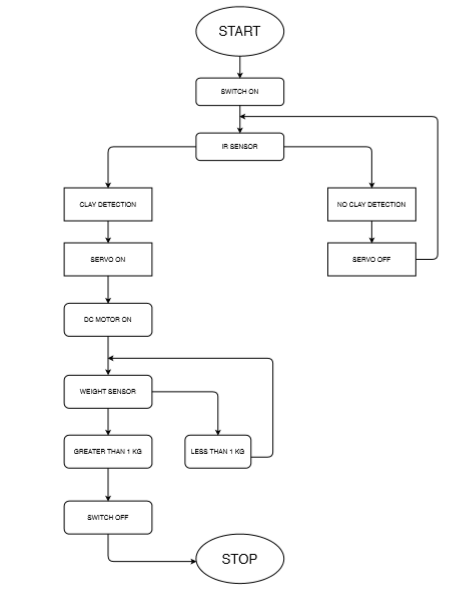 START
SWITCH ON
IR SENSOR
CLAY DETECTION
NO CLAY DETECTION
SERVO ON
SERVO OFF
DC MOTOR ON
WEIGHT SENSOR
GREATER THAN 1 KG
LESS THAN 1 KG
SWITCH OFF
STOP